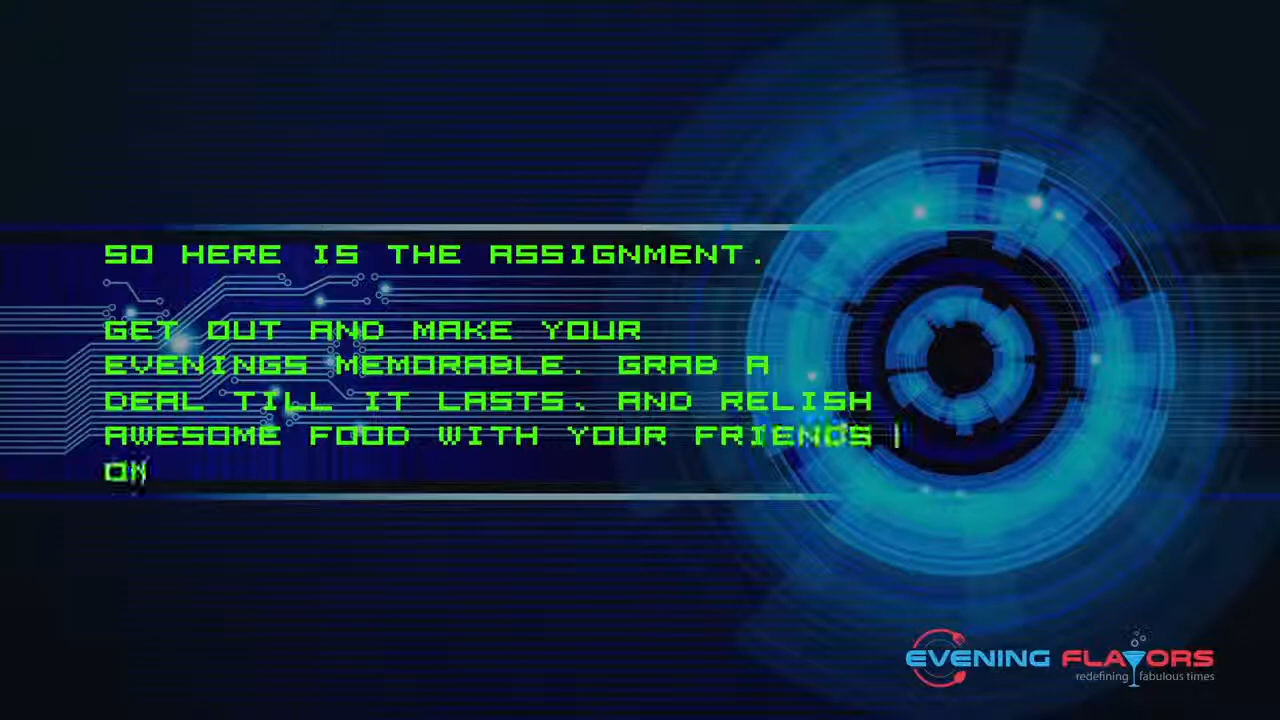 SO HERE IS THE ASSIGNMENT.
GET OUT AND MAKE YOUR
EVENINGS MEMORABLE. GRAB A
DEAL TILL IT LASTS. AND RELISH
AWESOME FOOD WITH YOUR FRIENDS
ON
EVENING FLAVORS
redefining fabulous times